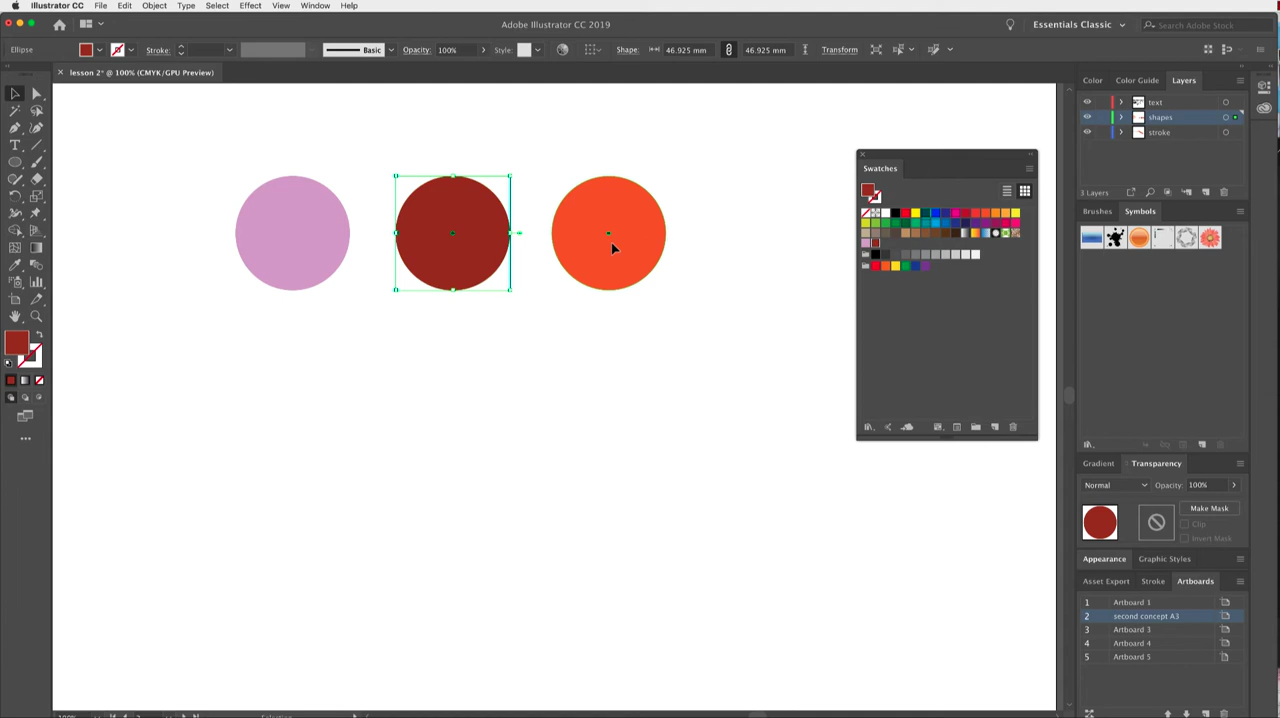 Illustrator CC File Edit Object Type Select Effect View Window Help
Adobe Illustrator CC 2019
Essentials Classic
Search Adobe Stock
Ellipse Stroke: Basic Opacity: 100% Style: Shape: 46.925 mm 46.925 mm Transform
lesson 2* @ 100% (CMYK/GPU Preview)
Color Color Guide Layers
text
shapes
stroke
3 Layers
Swatches
Brushes Symbols
Gradient Transparency
Normal Opacity: 100%
Make Mask
Clip
Invert Mask
Appearance Graphic Styles
Asset Export Stroke Artboards
1 Artboard 1
2 second concept A3
3 Artboard 3
4 Artboard 4
5 Artboard 5
100% 2 Selection